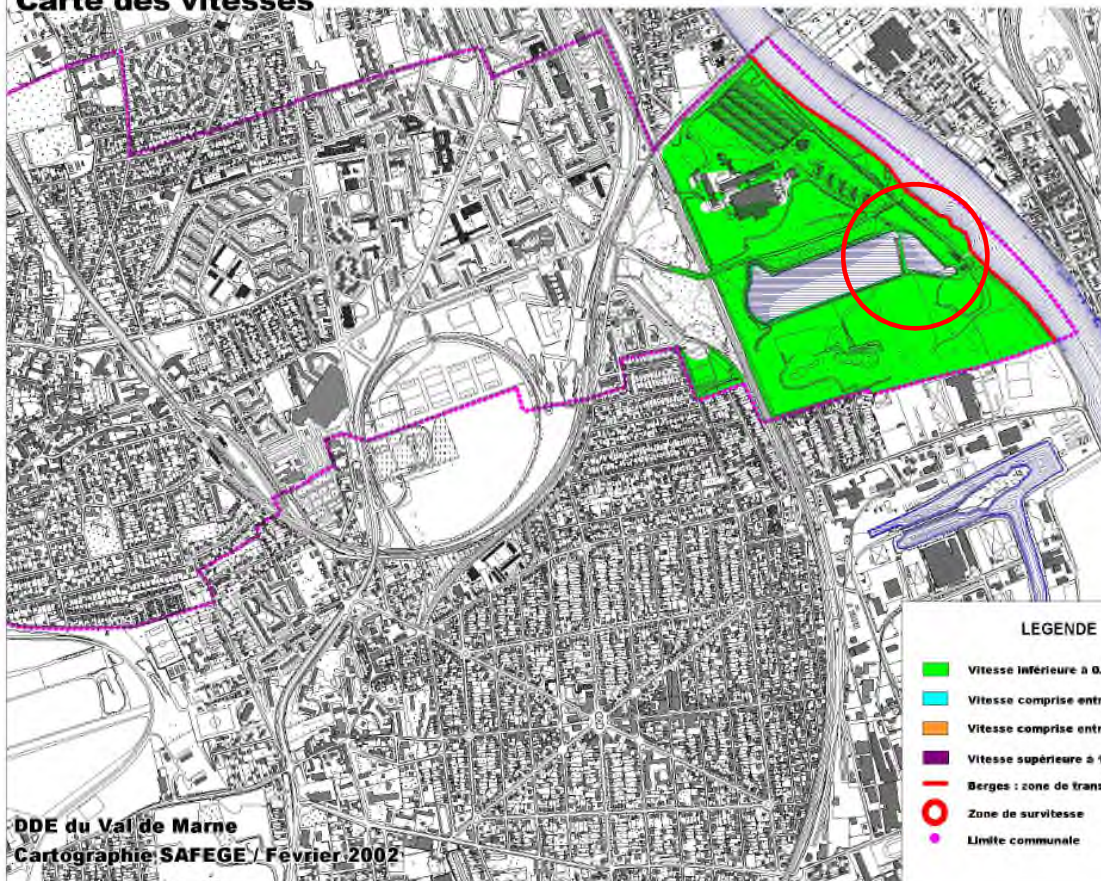 Carte des vitesses
LEGENDE
Vitesse inférieure à 0.
Vitesse comprise entr
Vitesse comprise entr
Vitesse supérieure à 1
Berges : zone de trans
Zone de survitesse
Limite communale
DDE du Val de Marne
Cartographie SAFEGE / Fevrier 2002